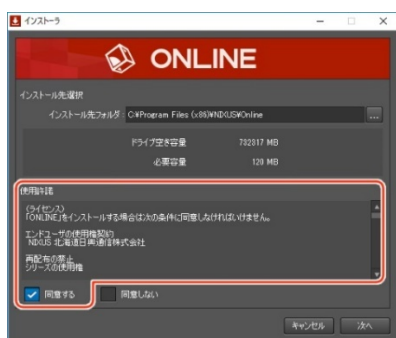 インストーラ
ONLINE
インストール先選択
インストール先フォルダ C:¥Program Files (x86)¥NEXUS¥Online ...
ドライブ空き容量 732317 MB
必要容量 120 MB
使用許諾
(ライセンス)
「ONLINE」をインストールする場合は次の条件に同意しなければいけません。
エンドユーザの使用権契約
NEXUS 北海道日興通信株式会社
再配布の禁止
シリーズの使用権
同意する 同意しない
キャンセル 次へ